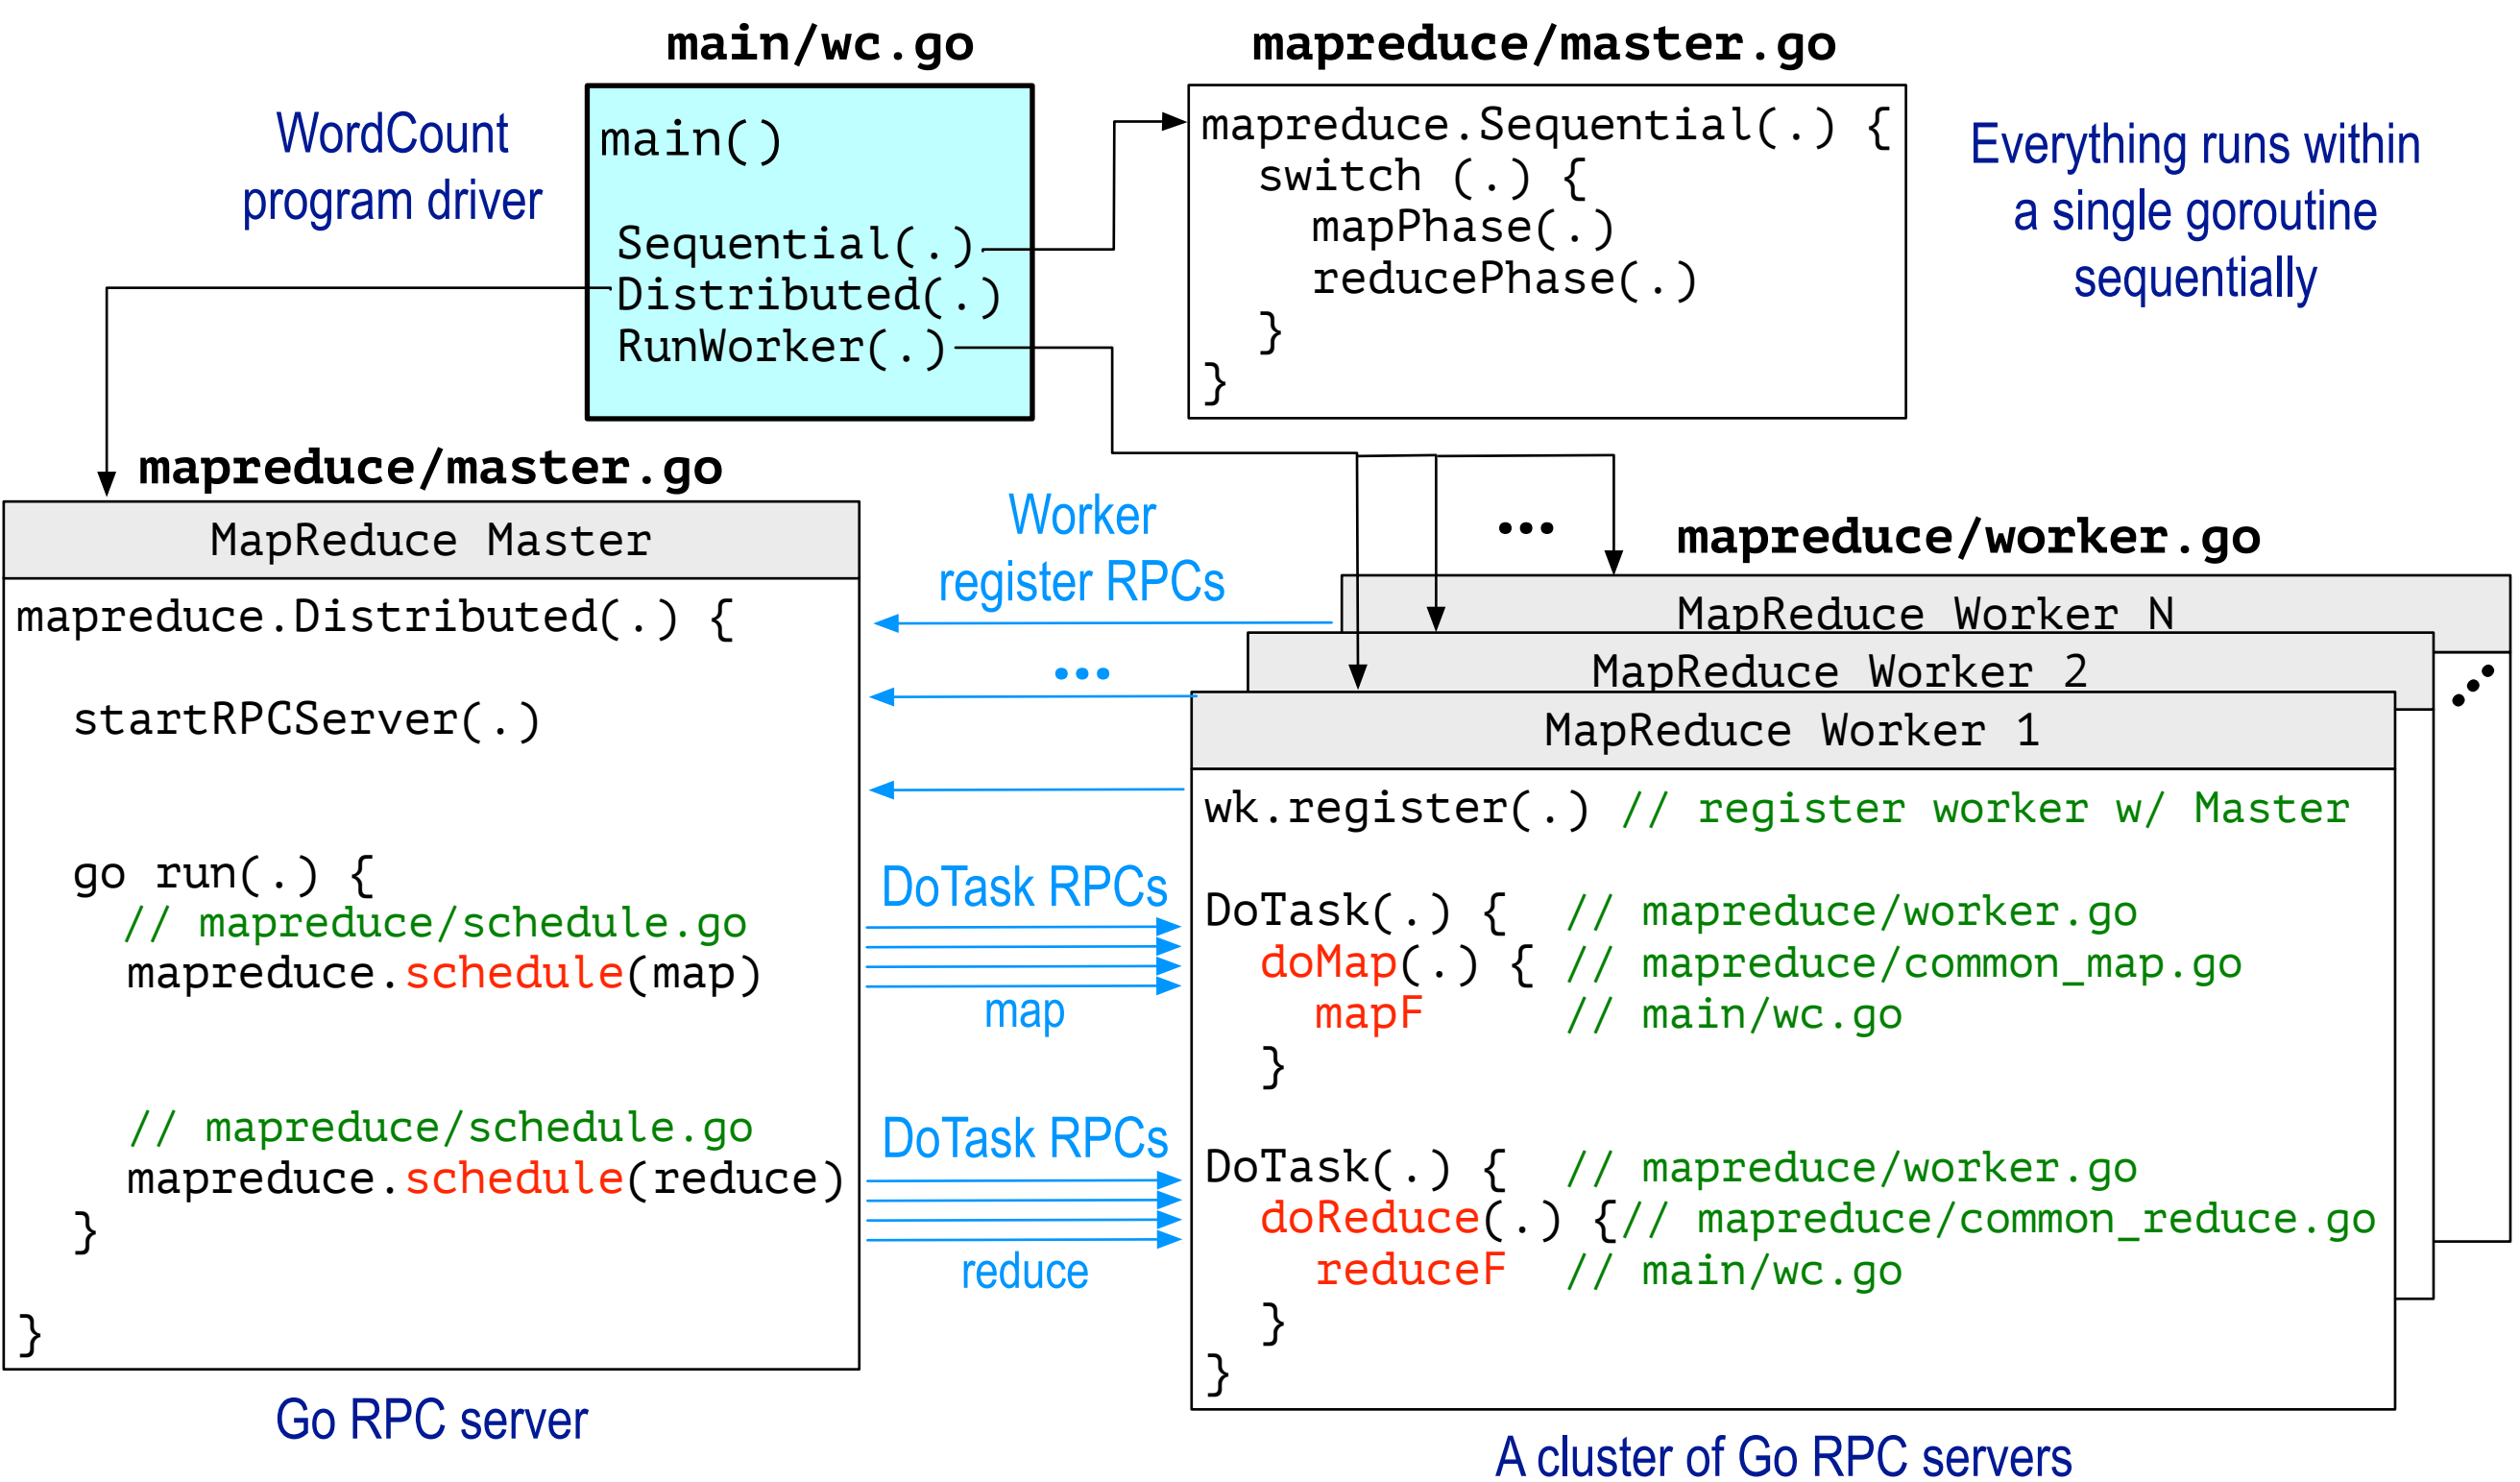 main/wc.go
mapreduce/master.go
WordCount
program driver
main()
Sequential(.)
Distributed(.)
RunWorker(.)
mapreduce.Sequential(.) {
switch (.) {
mapPhase(.)
reducePhase(.)
}
}
Everything runs within
a single goroutine
sequentially
mapreduce/master.go
MapReduce Master
mapreduce.Distributed(.) {
startRPCServer(.)
go run(.) {
// mapreduce/schedule.go
mapreduce.schedule(map)
// mapreduce/schedule.go
mapreduce.schedule(reduce)
}
}
Go RPC server
Worker
register RPCs
...
DoTask RPCs
map
DoTask RPCs
reduce
...
mapreduce/worker.go
MapReduce Worker N
MapReduce Worker 2
...
MapReduce Worker 1
wk.register(.) // register worker w/ Master
DoTask(.) { // mapreduce/worker.go
doMap(.) { // mapreduce/common_map.go
mapF // main/wc.go
}
DoTask(.) { // mapreduce/worker.go
doReduce(.) {// mapreduce/common_reduce.go
reduceF // main/wc.go
}
}
A cluster of Go RPC servers